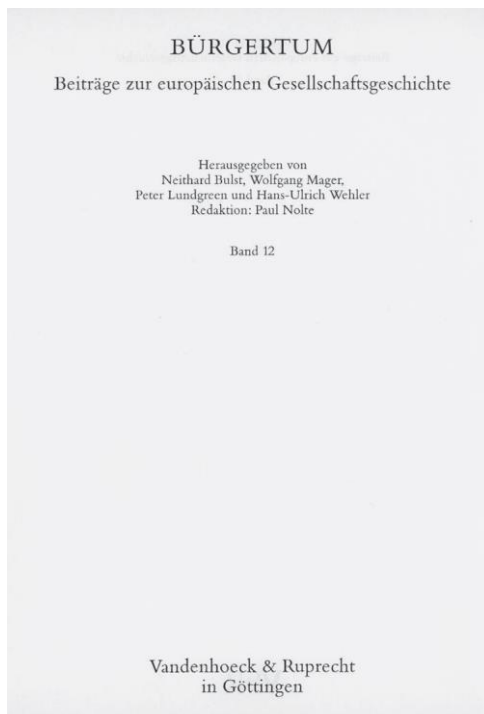 BÜRGERTUM
Beiträge zur europäischen Gesellschaftsgeschichte
Herausgegeben von
Neithard Bulst, Wolfgang Mager,
Peter Lundgreen und Hans-Ulrich Wehler
Redaktion: Paul Nolte
Band 12
Vandenhoeck & Ruprecht
in Göttingen